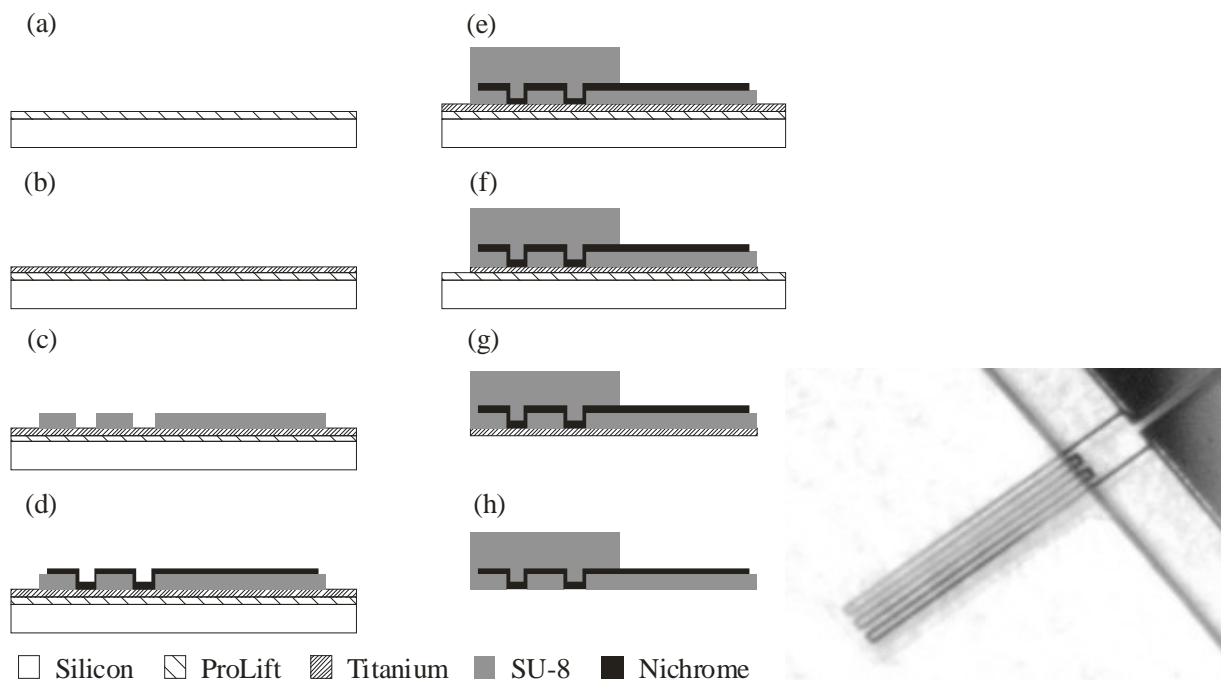 (a)
(b)
(c)
(d)
(e)
(f)
(g)
(h)
Silicon ProLift Titanium SU-8 Nichrome